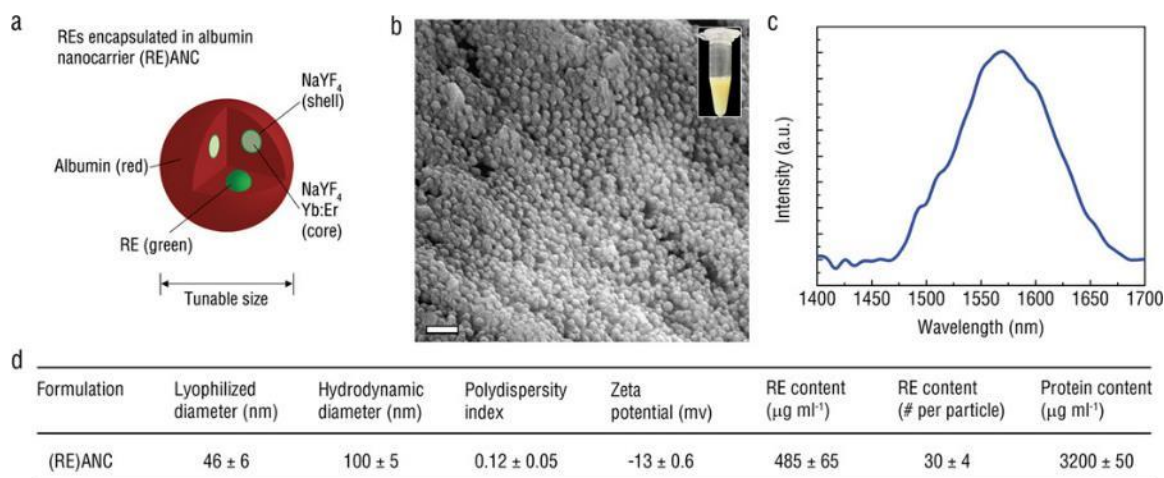 a
REs encapsulated in albumin
nanocarrier (RE)ANC
NaYF4
(shell)
Albumin (red)
NaYF4
Yb:Er
(core)
RE (green)
Tunable size
b
c
Intensity (a.u.)
1400 1450 1500 1550 1600 1650 1700
Wavelength (nm)
d
Formulation Lyophilized diameter (nm) Hydrodynamic diameter (nm) Polydispersity index Zeta potential (mv) RE content (μg ml-1) RE content (# per particle) Protein content (μg ml-1)
(RE)ANC 46 ± 6 100 ± 5 0.12 ± 0.05 -13 ± 0.6 485 ± 65 30 ± 4 3200 ± 50